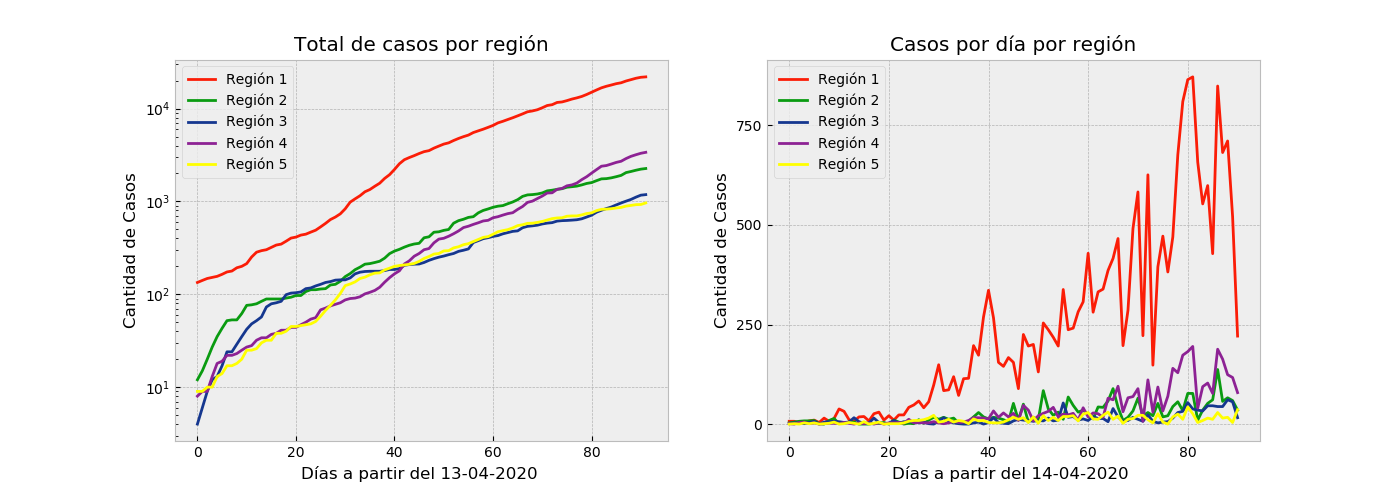 Total de casos por región
Región 1
Región 2
Región 3
Región 4
Región 5
10^4
10^3
10^2
10^1
0
20
40
60
80
Cantidad de Casos
Días a partir del 13-04-2020
Casos por día por región
Región 1
Región 2
Región 3
Región 4
Región 5
750
500
250
0
0
20
40
60
80
Cantidad de Casos
Días a partir del 14-04-2020